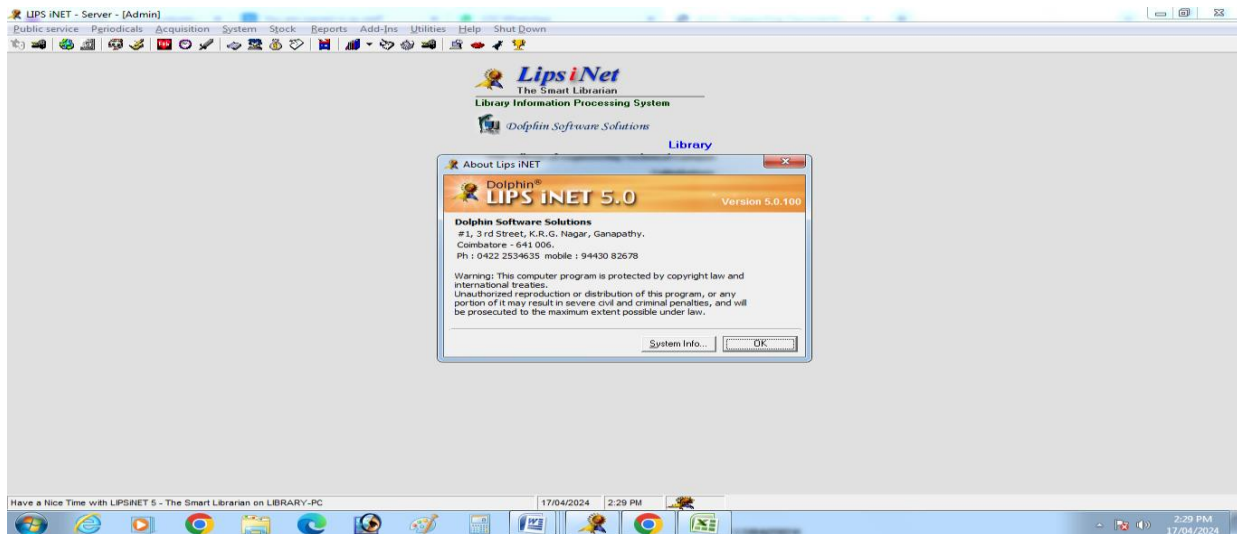 LIPS iNET - Server - [Admin]
Public service Periodicals Acquisition System Stock Reports Add-Ins Utilities Help Shut Down
Lips iNet
The Smart Librarian
Library Information Processing System
Dolphin Software Solutions
Library
About Lips iNET
Dolphin®
LIPS iNET 5.0
Version 5.0.100
Dolphin Software Solutions
#1, 3 rd Street, K.R.G. Nagar, Ganapathy.
Coimbatore - 641 006.
Ph : 0422 2534635 mobile : 94430 82678
Warning: This computer program is protected by copyright law and
international treaties.
Unauthorized reproduction or distribution of this program, or any
portion of it may result in severe civil and criminal penalties, and will
be prosecuted to the maximum extent possible under law.
System Info... OK
Have a Nice Time with LIPSiNET 5 - The Smart Librarian on LIBRARY-PC 17/04/2024 2:29 PM
2:29 PM
17/04/2024